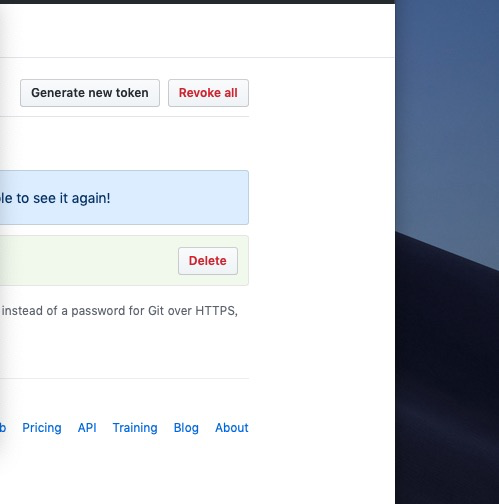 Generate new token Revoke all
le to see it again!
Delete
instead of a password for Git over HTTPS,
b Pricing API Training Blog About